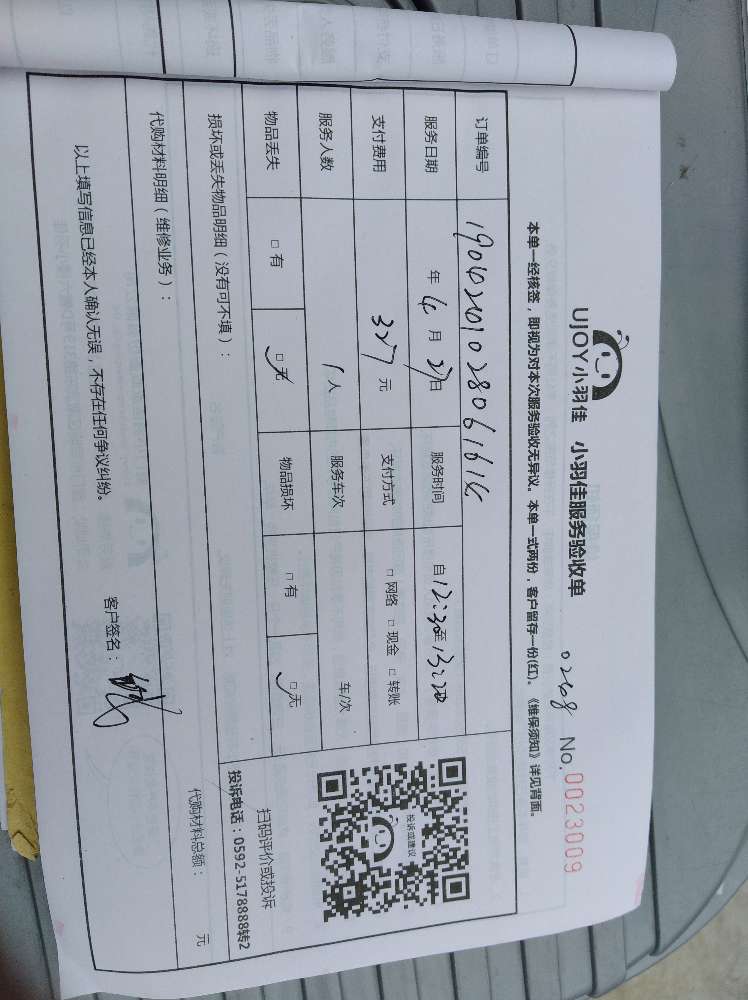 UJOY小羽佳 小羽佳服务验收单
0268 No.0023009
本单一经核签，即视为对本次服务验收无异议。本单一式两份，客户留存一份(红)。《维保须知》详见背面。
订单编号
服务日期 年 4 月 27 日 服务时间 自 12:30 至 13:20
支付费用 327 元 支付方式 □ 网络 □ 现金 □ 转账
服务人数 1 人 服务车次 车/次
物品丢失 □ 有 □ 无 物品损坏 □ 有 □ 无
损坏或丢失物品明细（没有可不填）：
投诉或建议
扫码评价或投诉
投诉电话：0592-5178888转2
代购材料明细（维修业务）： 代购材料总额： 元
以上填写信息已经本人确认无误，不存在任何争议纠纷。
客户签名：